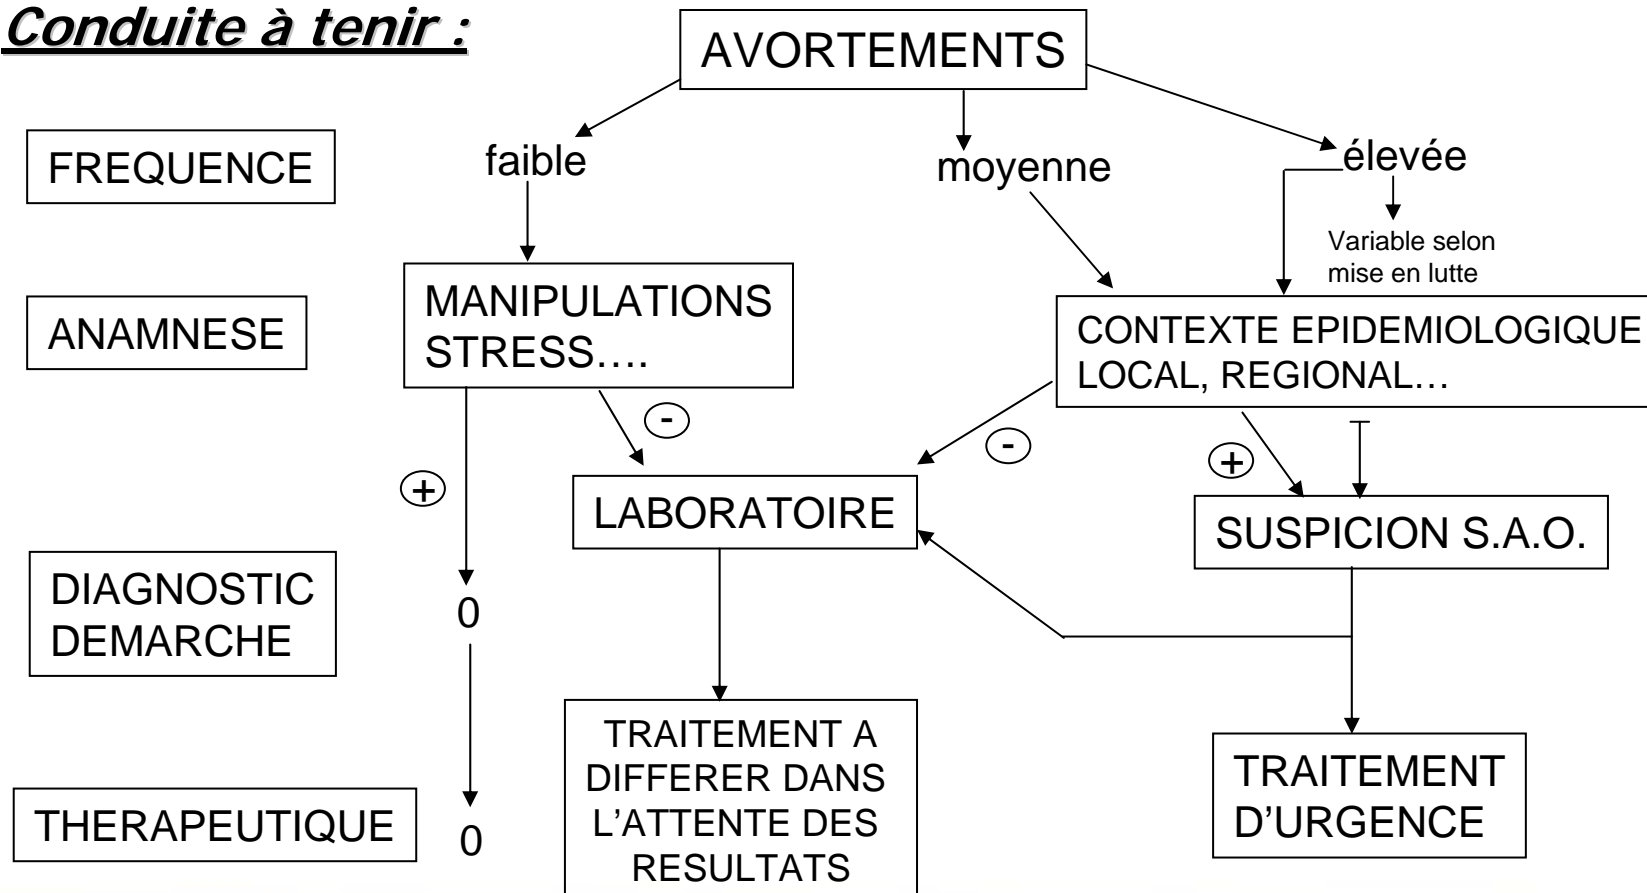 Conduite à tenir :
AVORTEMENTS
FREQUENCE
faible
moyenne
élevée
Variable selon
mise en lutte
ANAMNESE
MANIPULATIONS
STRESS....
CONTEXTE EPIDEMIOLOGIQUE
LOCAL, REGIONAL...
-
-
+
+
LABORATOIRE
SUSPICION S.A.O.
DIAGNOSTIC
DEMARCHE
0
THERAPEUTIQUE
0
TRAITEMENT A
DIFFERER DANS
L'ATTENTE DES
RESULTATS
TRAITEMENT
D'URGENCE